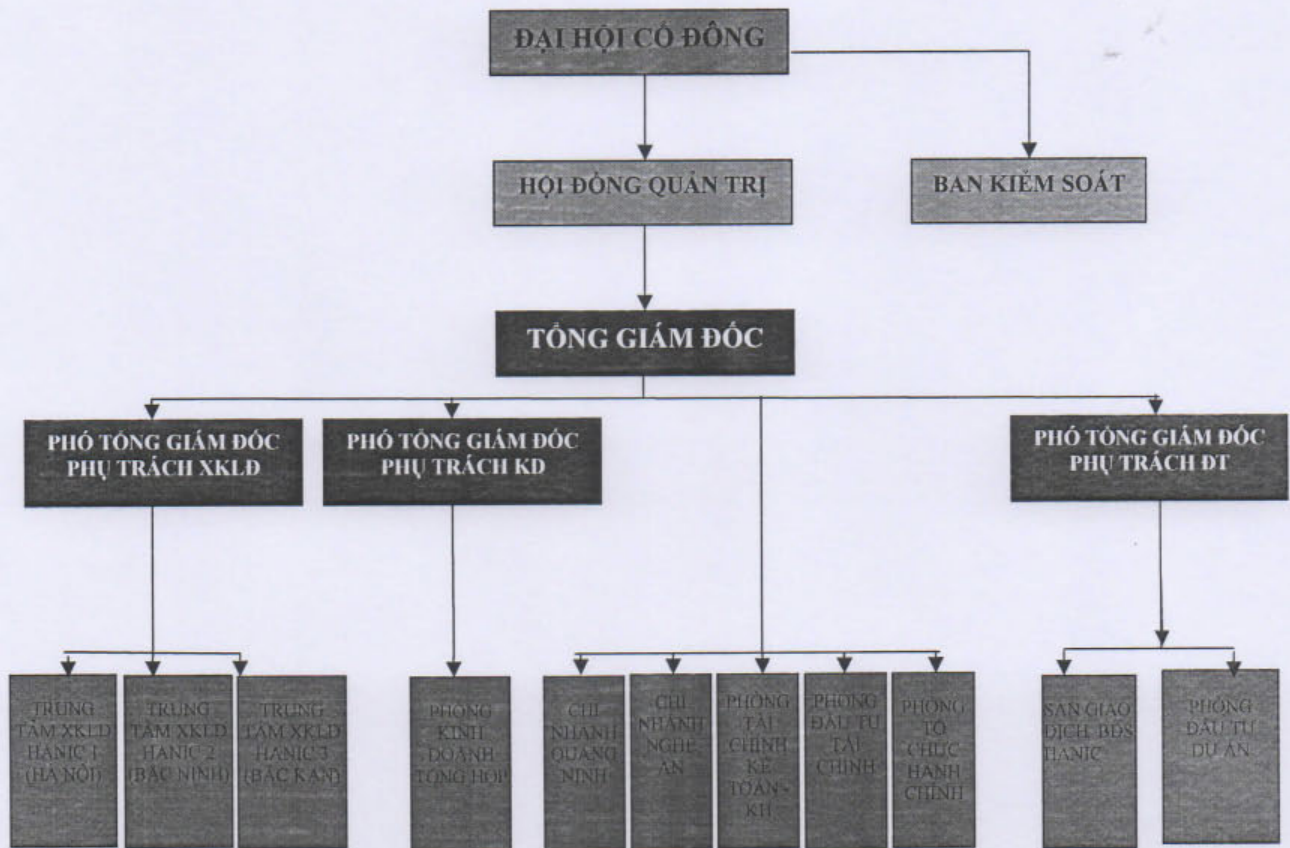 ĐẠI HỘI CỔ ĐÔNG
HỘI ĐỒNG QUẢN TRỊ
BAN KIỂM SOÁT
TỔNG GIÁM ĐỐC
PHÓ TỔNG GIÁM ĐỐC
PHỤ TRÁCH XKLĐ
PHÓ TỔNG GIÁM ĐỐC
PHỤ TRÁCH KD
PHÓ TỔNG GIÁM ĐỐC
PHỤ TRÁCH ĐT
TRUNG
TÂM XKLD
HANIC 1
(HÀ NỘI)
TRUNG
TÂM XKLD
HANIC 2
(BẮC NINH)
TRUNG
TÂM XKLD
HANIC 3
(BẮC KẠN)
PHÒNG
KINH
DOANH
TỔNG HỢP
CHI
NHÁNH
QUẢNG
NINH
CHI
NHÁNH
NGHỆ
AN
PHÒNG
TÀI
CHÍNH
KẾ
TOÁN-
KH
PHÒNG
ĐẦU TƯ
TÀI
CHÍNH
PHÒNG
TỔ
CHỨC
HÀNH
CHÍNH
SÀN GIAO
DỊCH BĐS
HANIC
PHÒNG
ĐẦU TƯ
DỰ ÁN